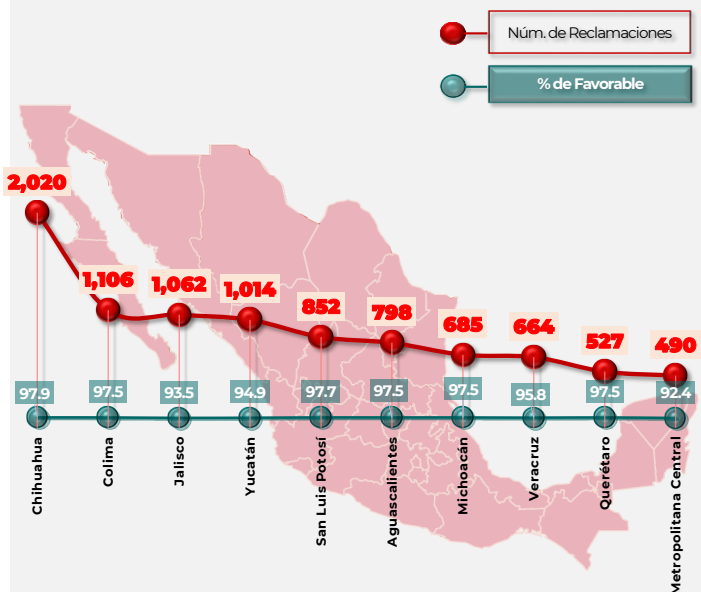 Núm. de Reclamaciones
% de Favorable
2,020
1,106
1,062
1,014
852
798
685
664
527
490
97.9
97.5
93.5
94.9
97.7
97.5
97.5
95.8
97.5
92.4
Chihuahua
Colima
Jalisco
Yucatán
San Luis Potosí
Aguascalientes
Michoacán
Veracruz
Querétaro
Metropolitana Central